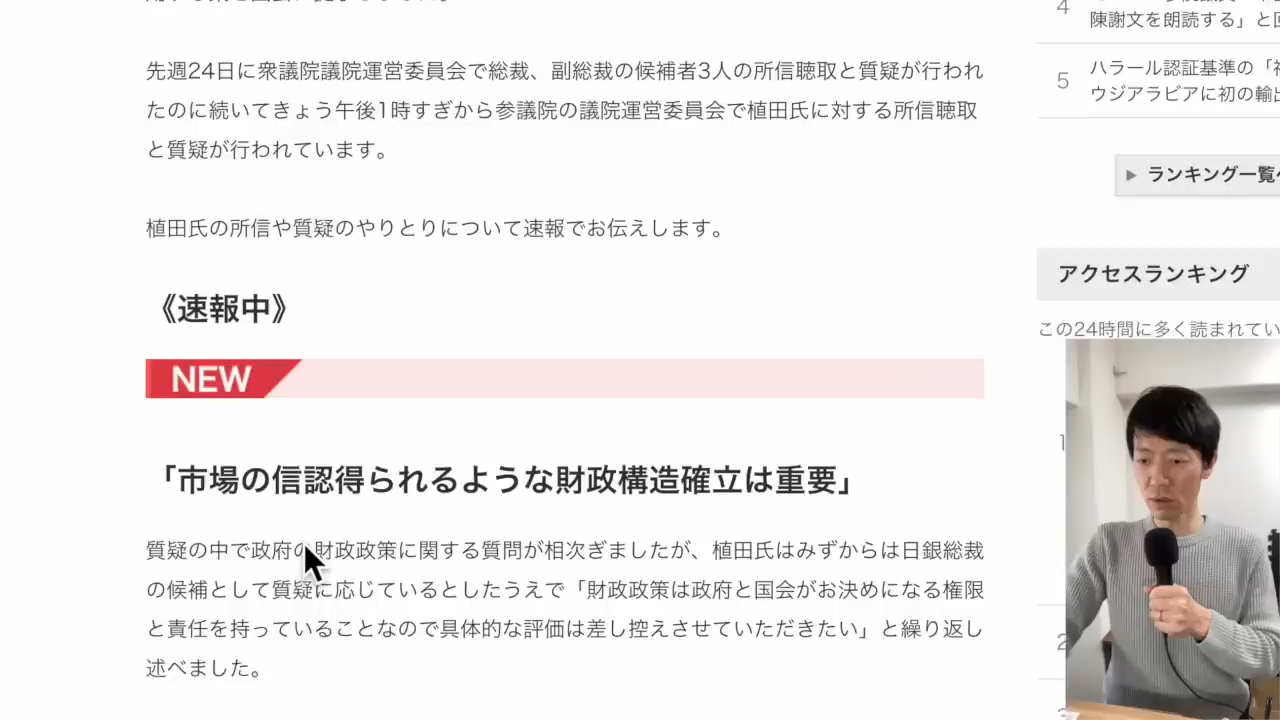 先週24日に衆議院議院運営委員会で総裁、副総裁の候補者3人の所信聴取と質疑が行われ
たのに続いてきょう午後1時すぎから参議院の議院運営委員会で植田氏に対する所信聴取
と質疑が行われています。
植田氏の所信や質疑のやりとりについて速報でお伝えします。
《速報中》
NEW
「市場の信認得られるような財政構造確立は重要」
質疑の中で政府の財政政策に関する質問が相次ぎましたが、植田氏はみずからは日銀総裁
の候補として質疑に応じているとしたうえで「財政政策は政府と国会がお決めになる権限
と責任を持っていることなので具体的な評価は差し控えさせていただきたい」と繰り返し
述べました。
4
陳謝文を朗読する」と
5
ハラール認証基準の「
ウジアラビアに初の輸
ランキング一覧
アクセスランキング
この24時間に多く読まれてい
1
2